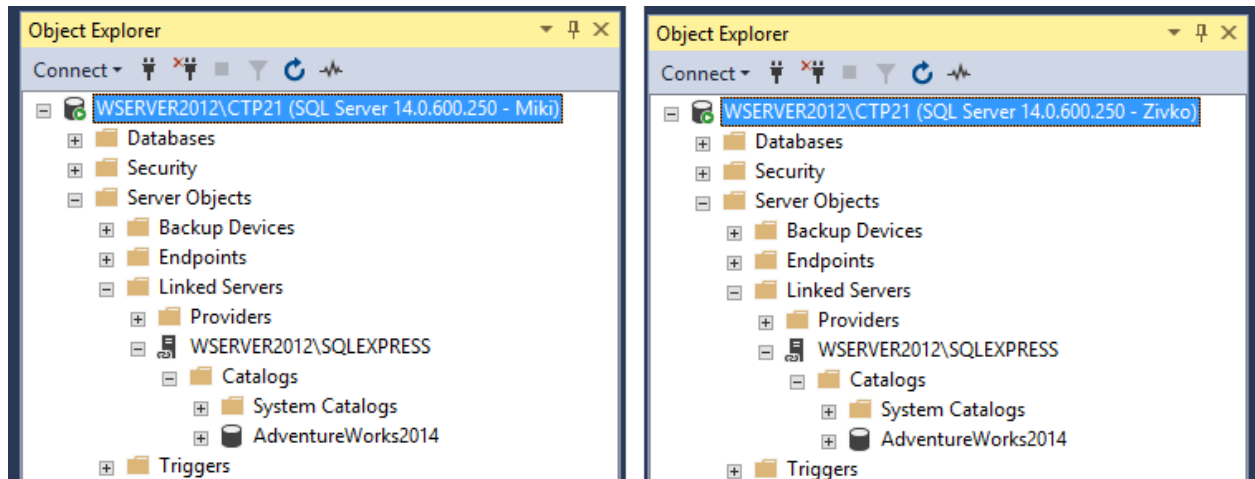 Object Explorer
Connect
WSERVER2012\CTP21 (SQL Server 14.0.600.250 - Miki)
Databases
Security
Server Objects
Backup Devices
Endpoints
Linked Servers
Providers
WSERVER2012\SQLEXPRESS
Catalogs
System Catalogs
AdventureWorks2014
Triggers
Object Explorer
Connect
WSERVER2012\CTP21 (SQL Server 14.0.600.250 - Zivko)
Databases
Security
Server Objects
Backup Devices
Endpoints
Linked Servers
Providers
WSERVER2012\SQLEXPRESS
Catalogs
System Catalogs
AdventureWorks2014
Triggers